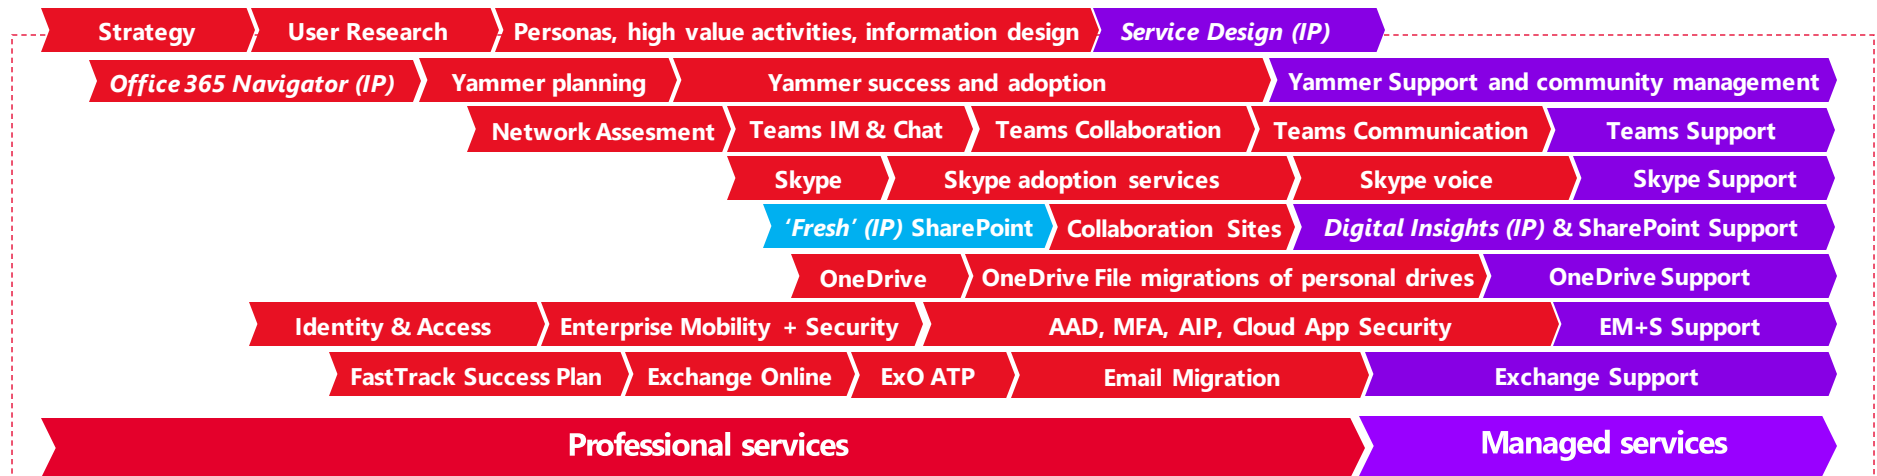 Strategy User Research Personas, high value activities, information design Service Design (IP)
Office 365 Navigator (IP) Yammer planning Yammer success and adoption Yammer Support and community management
Network Assesment Teams IM & Chat Teams Collaboration Teams Communication Teams Support
Skype Skype adoption services Skype voice Skype Support
‘Fresh’ (IP) SharePoint Collaboration Sites Digital Insights (IP) & SharePoint Support
OneDrive OneDrive File migrations of personal drives OneDrive Support
Identity & Access Enterprise Mobility + Security AAD, MFA, AIP, Cloud App Security EM+S Support
FastTrack Success Plan Exchange Online ExO ATP Email Migration Exchange Support
Professional services Managed services